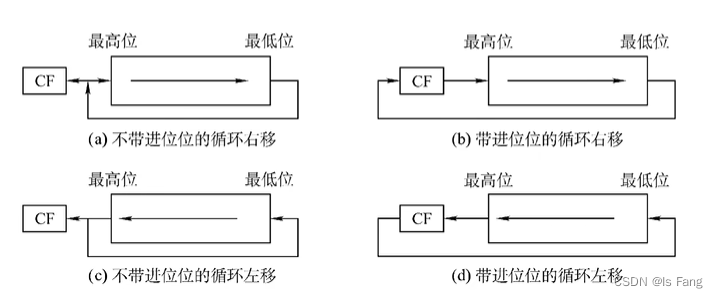 最高位 最低位 最高位 最低位
CF CF
(a) 不带进位位的循环右移 (b) 带进位位的循环右移
最高位 最低位 最高位 最低位
CF CF
(c) 不带进位位的循环左移 (d) 带进位位的循环左移
CSDN @ls Fang